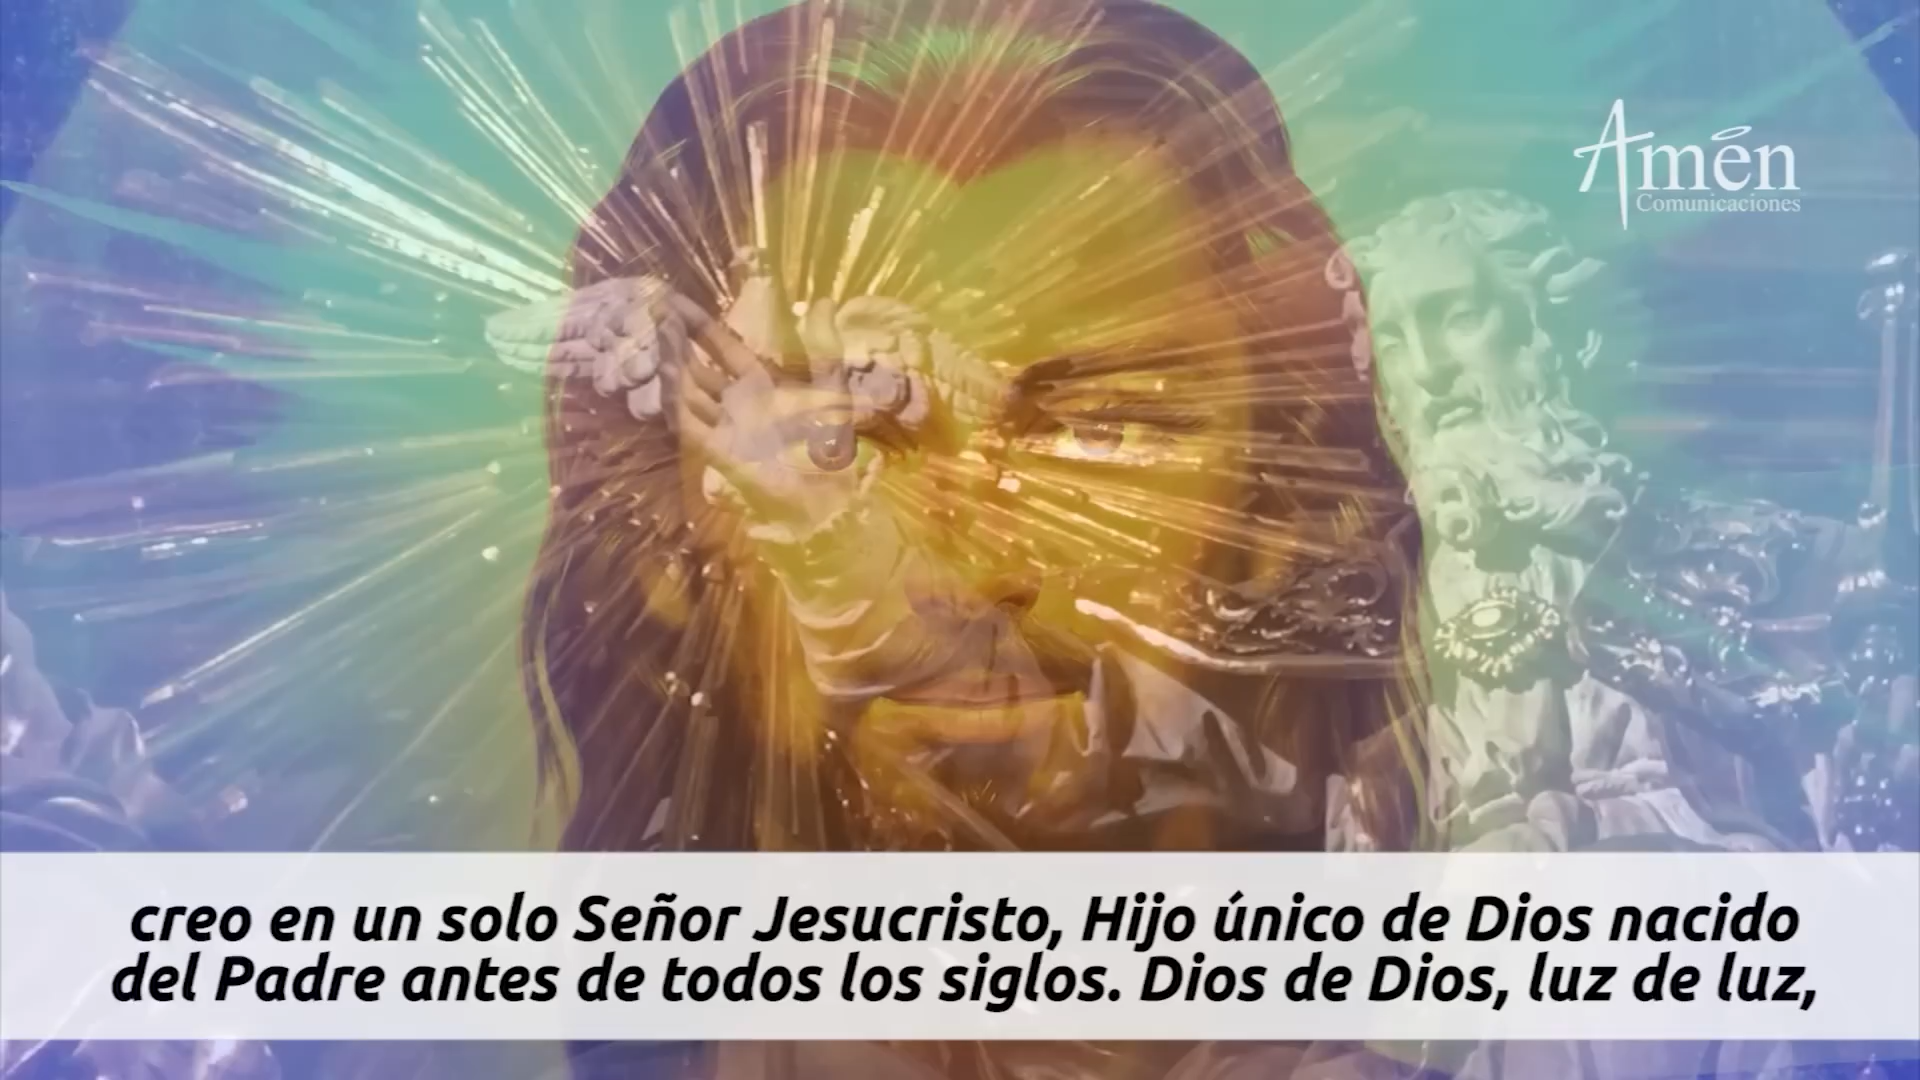 Amén
Comunicaciones
creo en un solo Señor Jesucristo, Hijo único de Dios nacido
del Padre antes de todos los siglos. Dios de Dios, luz de luz,